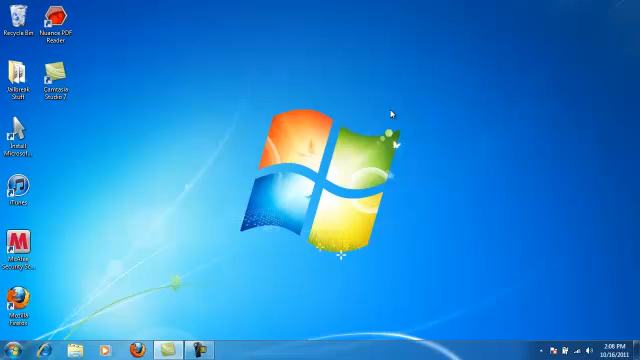 Recycle Bin
Nuance PDF
Reader
Jailbreak
Stuff
Camtasia
Studio 7
Install
Microsof...
iTunes
McAfee
Security Sc...
Mozilla
Firefox
2:08 PM
10/16/2011